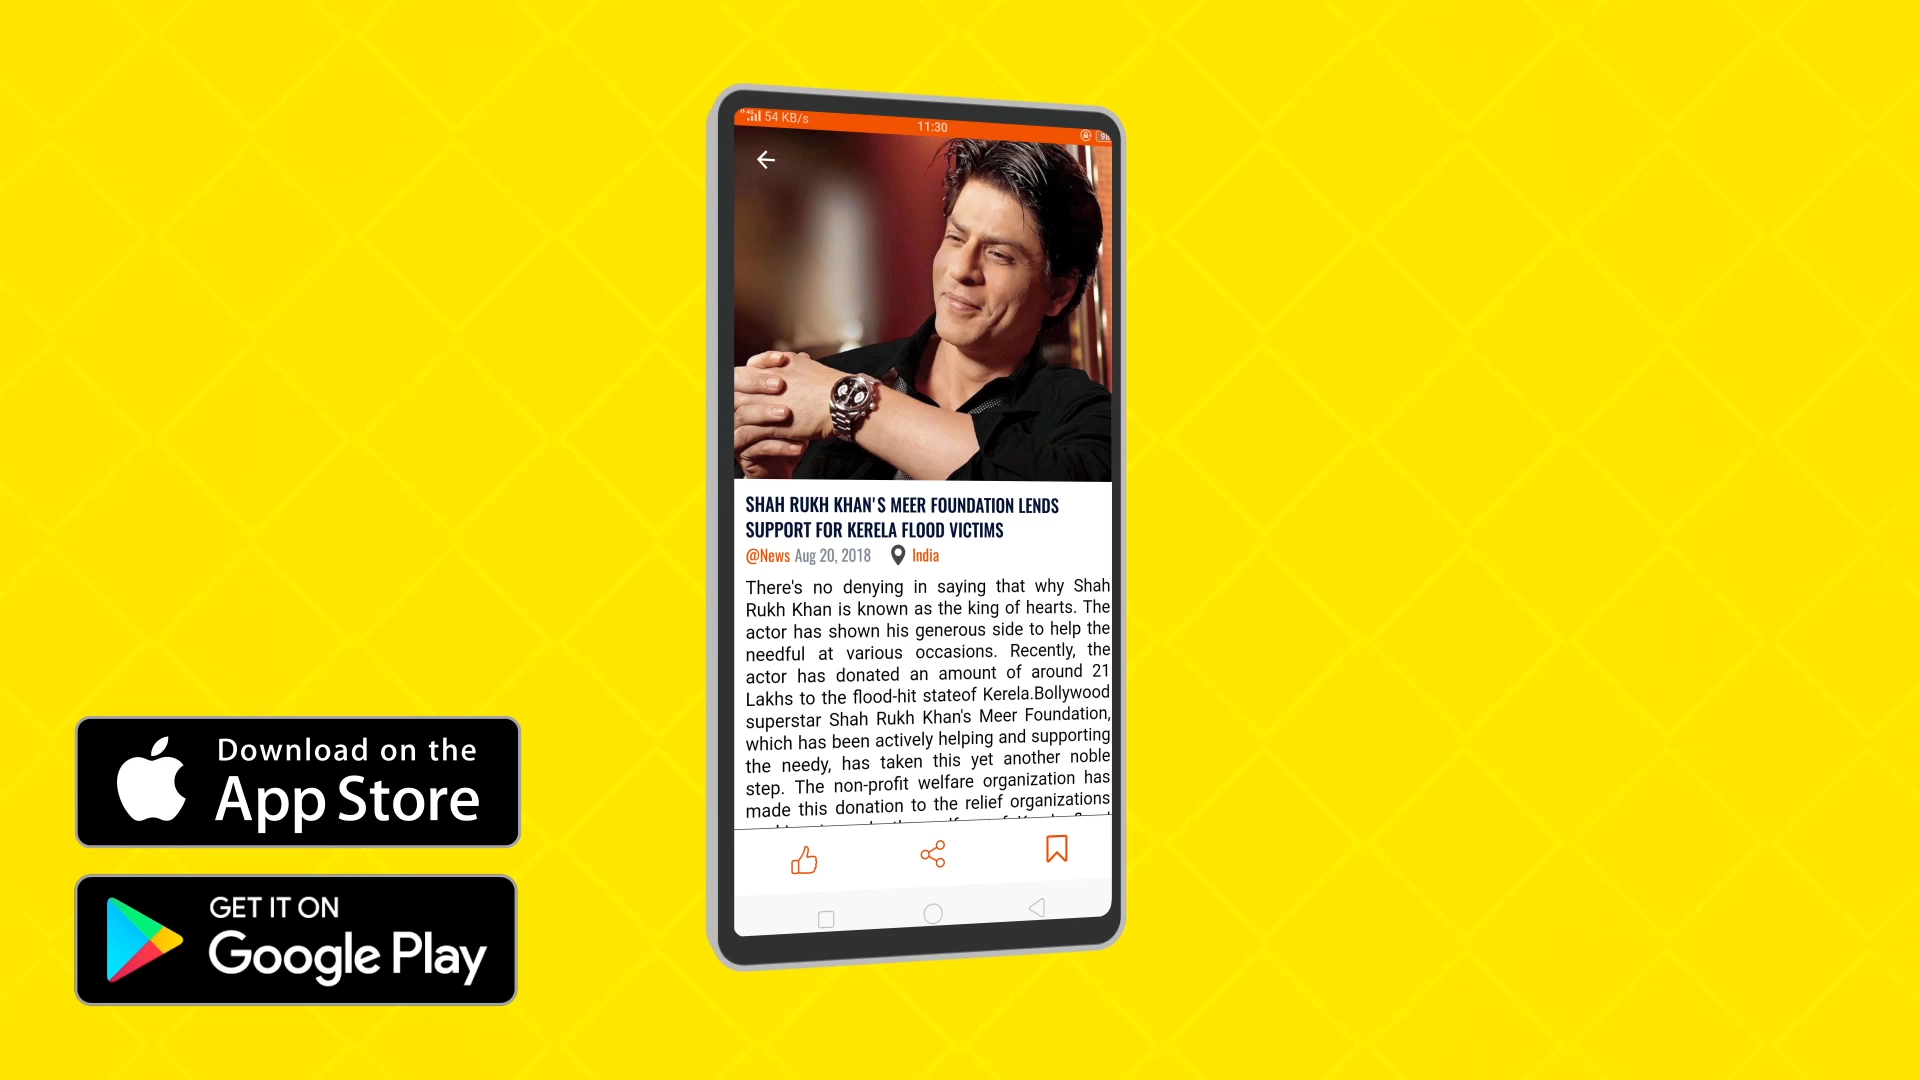 54 KB/s
11:30
SHAH RUKH KHAN'S MEER FOUNDATION LENDS
SUPPORT FOR KERELA FLOOD VICTIMS
@News Aug 20, 2018 India
There's no denying in saying that why Shah
Rukh Khan is known as the king of hearts. The
actor has shown his generous side to help the
needful at various occasions. Recently, the
actor has donated an amount of around 21
Lakhs to the flood-hit stateof Kerela.Bollywood
superstar Shah Rukh Khan's Meer Foundation,
which has been actively helping and supporting
the needy, has taken this yet another noble
step. The non-profit welfare organization has
made this donation to the relief organizations
Download on the
App Store
GET IT ON
Google Play